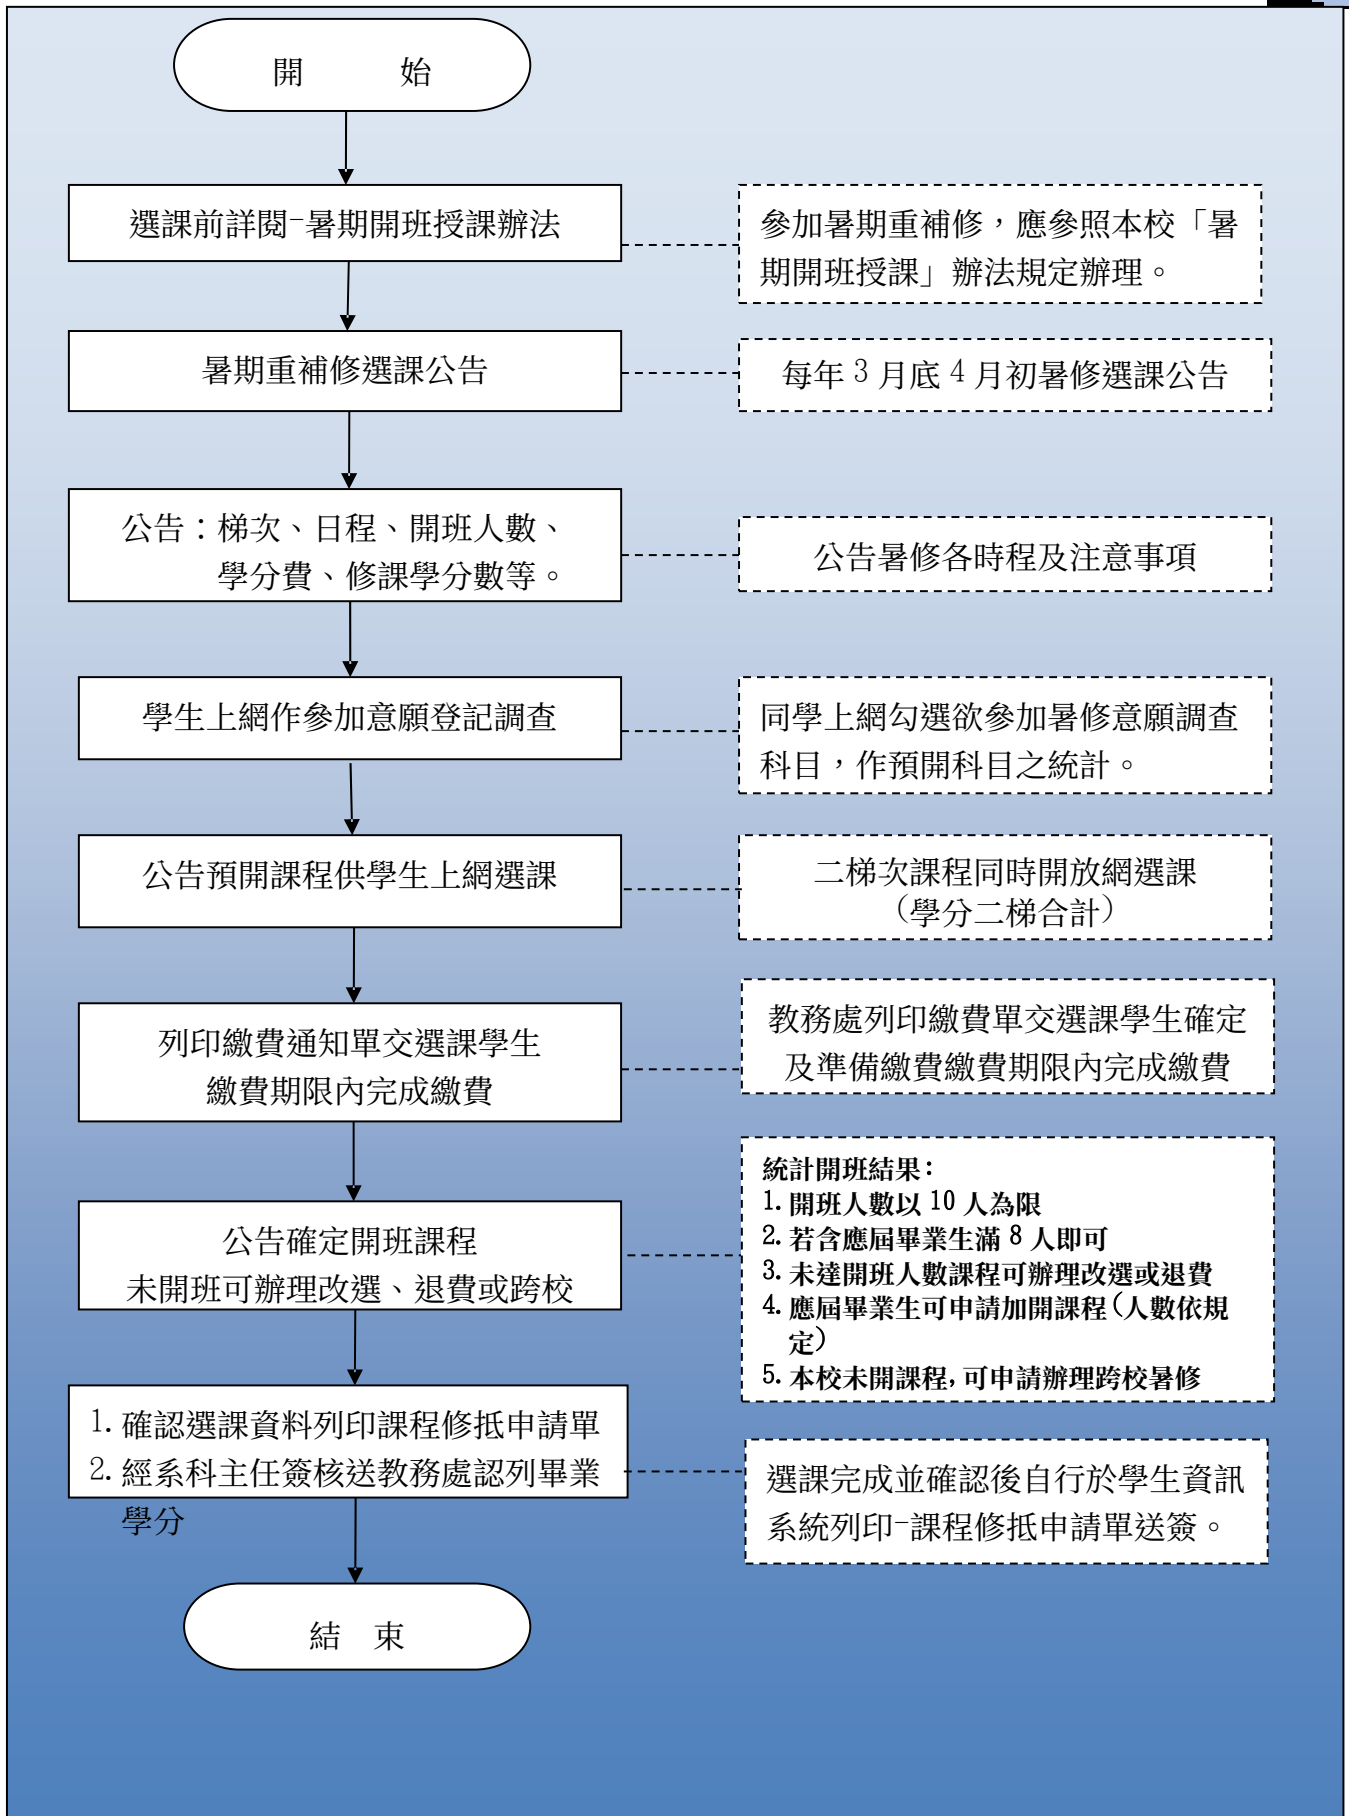 開　　　始
選課前詳閱-暑期開班授課辦法
參加暑期重補修，應參照本校「暑
期開班授課」辦法規定辦理。
暑期重補修選課公告
每年 3 月底 4 月初暑修選課公告
公告：梯次、日程、開班人數、
學分費、修課學分數等。
公告暑修各時程及注意事項
學生上網作參加意願登記調查
同學上網勾選欲參加暑修意願調查
科目，作預開科目之統計。
公告預開課程供學生上網選課
二梯次課程同時開放網選課
(學分二梯合計)
列印繳費通知單交選課學生
繳費期限內完成繳費
教務處列印繳費單交選課學生確定
及準備繳費繳費期限內完成繳費
公告確定開班課程
未開班可辦理改選、退費或跨校
統計開班結果:
1. 開班人數以 10 人為限
2. 若含應屆畢業生滿 8 人即可
3. 未達開班人數課程可辦理改選或退費
4. 應屆畢業生可申請加開課程(人數依規
定)
5. 本校未開課程,可申請辦理跨校暑修
1. 確認選課資料列印課程修抵申請單
2. 經系科主任簽核送教務處認列畢業
學分
選課完成並確認後自行於學生資訊
系統列印-課程修抵申請單送簽。
結　束